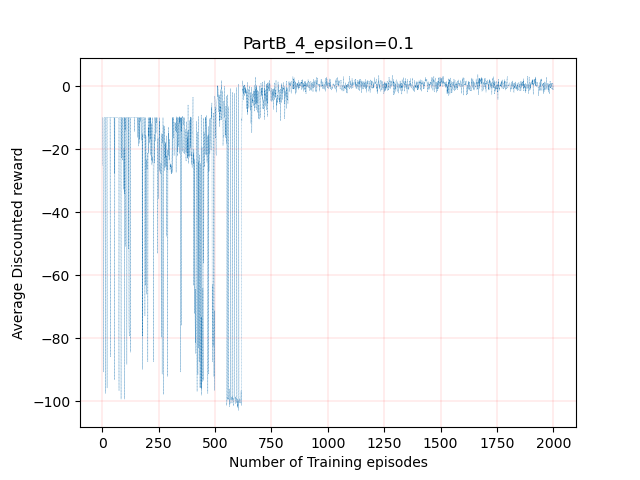 PartB_4_epsilon=0.1
0
−20
−40
−60
−80
−100
Average Discounted reward
0 250 500 750 1000 1250 1500 1750 2000
Number of Training episodes